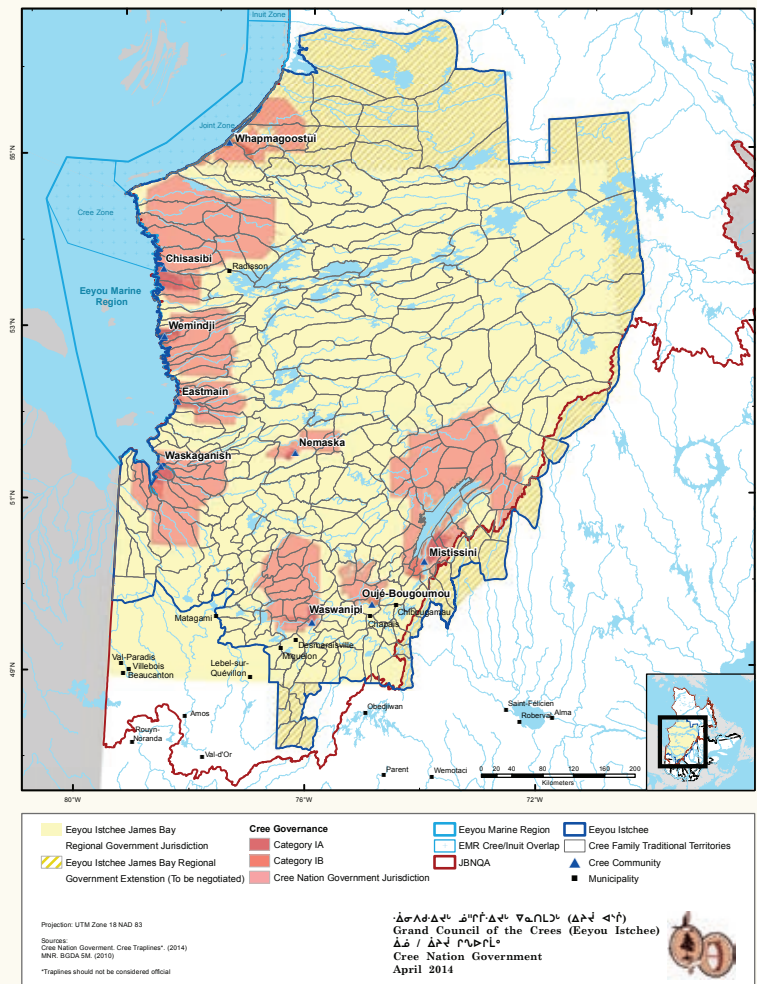 Inuit Zone
Joint Zone
Whapmagoostui
55°N
Cree Zone
Chisasibi
Radisson
Eeyou Marine
Region
Wemindji
53°N
Eastmain
Nemaska
Waskaganish
51°N
Mistissini
Oujé-Bougoumou
Waswanipi
Chibougamau
Matagami
Chapais
Desmaraisville
Miquelon
Val-Paradis
Villebois
Beaucanton
Lebel-sur-
Quévillon
49°N
Amos
Obedjiwan
Saint-Félicien
Roberval
Alma
Rouyn-
Noranda
Val-d'Or
Parent
Wemotaci
0 20 40 80 120 160 200
Kilometers
80°W
76°W
72°W
Eeyou Istchee James Bay
Regional Government Jurisdiction
Eeyou Istchee James Bay Regional
Government Extenstion (To be negotiated)
Cree Governance
Category IA
Category IB
Cree Nation Government Jurisdiction
Eeyou Marine Region
EMR Cree/Inuit Overlap
JBNQA
Eeyou Istchee
Cree Family Traditional Territories
Cree Community
Municipality
Projection: UTM Zone 18 NAD 83
Sources:
Cree Nation Goverment. Cree Traplines*. (2014)
MNR. BGDA 5M. (2010)
*Traplines should not be considered official
Grand Council of the Crees (Eeyou Istchee)
Cree Nation Government
April 2014